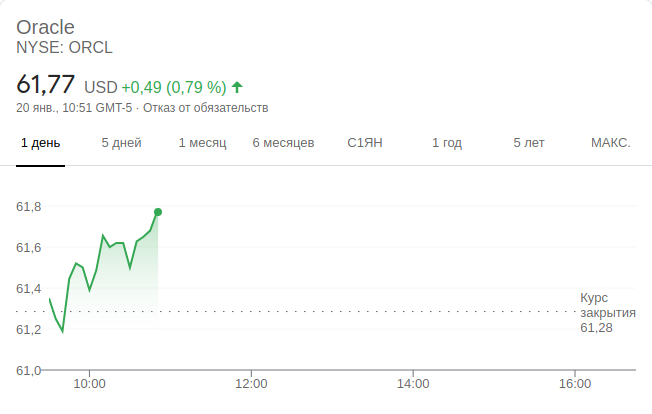 Oracle
NYSE: ORCL
61,77 USD +0,49 (0,79 %)
20 янв., 10:51 GMT-5 · Отказ от обязательств
1 день 5 дней 1 месяц 6 месяцев С1ЯН 1 год 5 лет МАКС.
61,8
61,6
61,4
61,2
61,0
Курс
закрытия
61,28
10:00 12:00 14:00 16:00